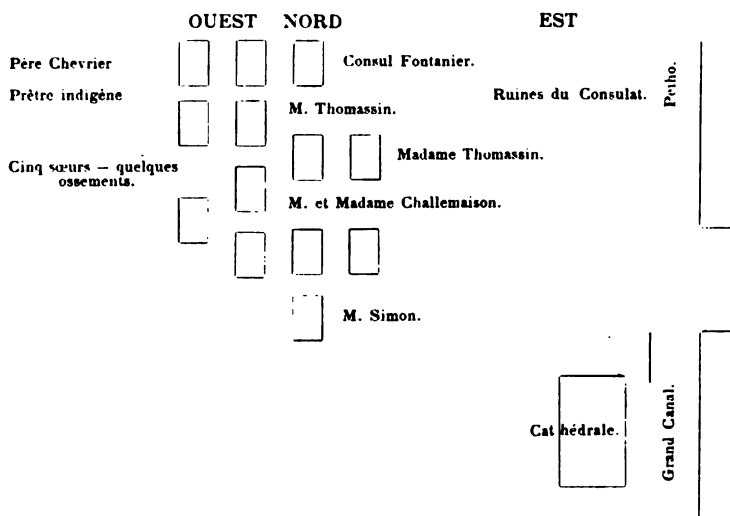 OUEST NORD EST
Père Chevrier
Consul Fontanier.
Prêtre indigène
M. Thomassin.
Ruines du Consulat.
Peïho.
Madame Thomassin.
Cinq sœurs — quelques
ossements.
M. et Madame Challemaison.
M. Simon.
Cathédrale.
Grand Canal.